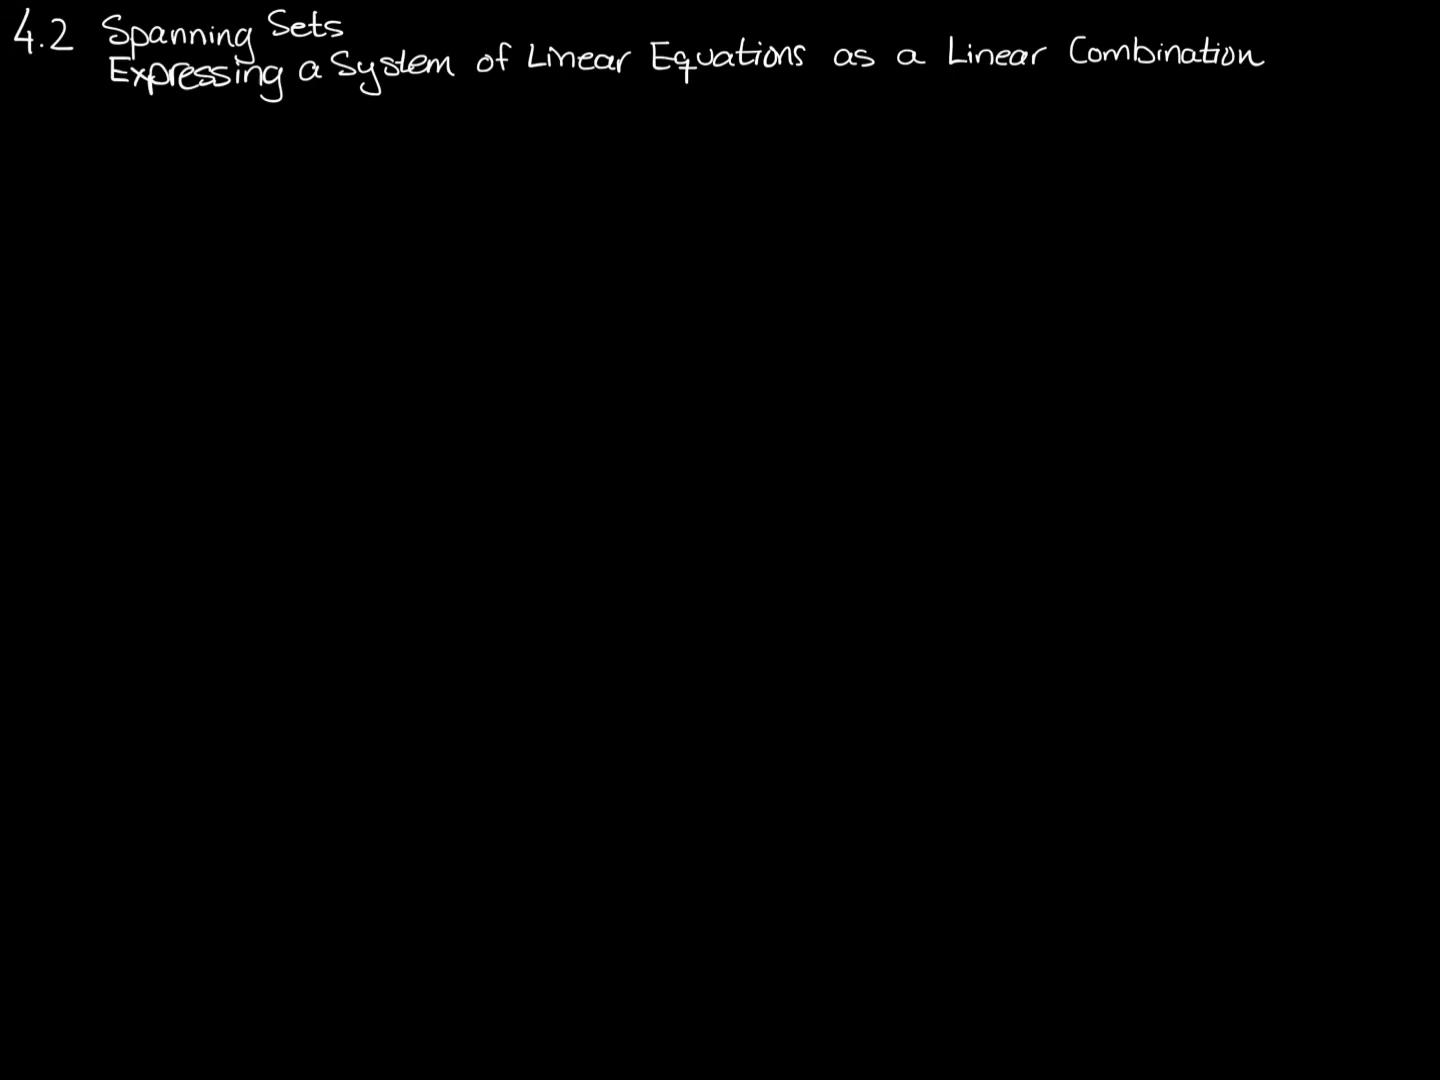 4.2 Spanning Sets
Expressing a System of Linear Equations as a Linear Combination